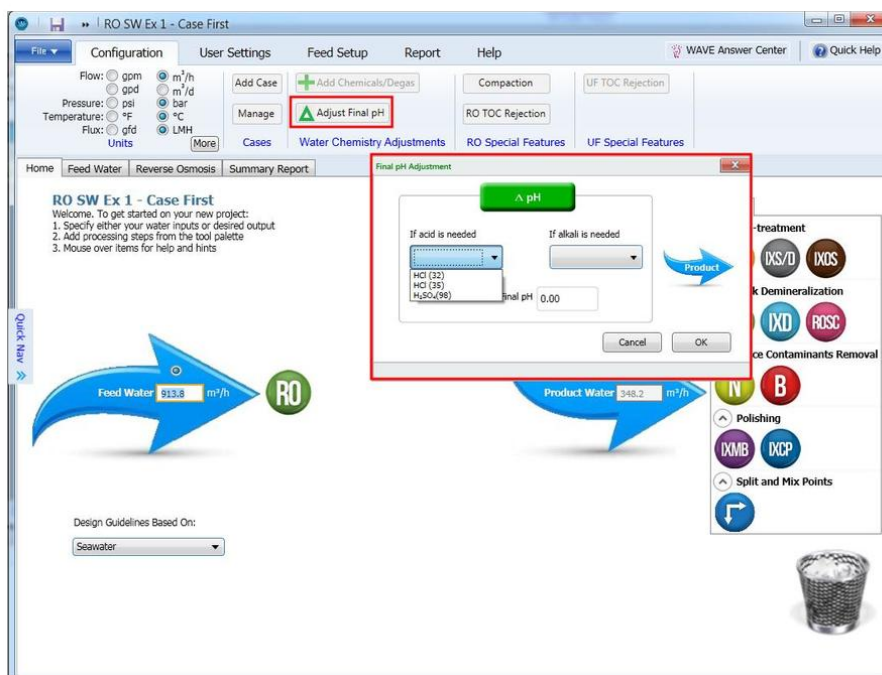 RO SW Ex 1 - Case First
File
Configuration
User Settings
Feed Setup
Report
Help
WAVE Answer Center
Quick Help
Flow: gpm m³/h
gpd m³/d
Pressure: psi bar
Temperature: °F °C
Flux: gfd LMH
Units
More
Add Case
Manage
Cases
Add Chemicals/Degas
Adjust Final pH
Water Chemistry Adjustments
Compaction
RO TOC Rejection
RO Special Features
UF TOC Rejection
UF Special Features
Home
Feed Water
Reverse Osmosis
Summary Report
RO SW Ex 1 - Case First
Welcome. To get started on your new project:
1. Specify either your water inputs or desired output
2. Add processing steps from the tool palette
3. Mouse over items for help and hints
Final pH Adjustment
Δ pH
If acid is needed
If alkali is needed
HCl (32)
HCl (35)
H₂SO₄(98)
Final pH 0.00
Product
Cancel
OK
-treatment
IXS/D
IXOS
k Demineralization
IXD
ROSC
ce Contaminants Removal
N
B
Polishing
IXMB
IXCP
Split and Mix Points
Quick Nav
Feed Water 913.8 m³/h
RO
Product Water 348.2 m³/h
Design Guidelines Based On:
Seawater